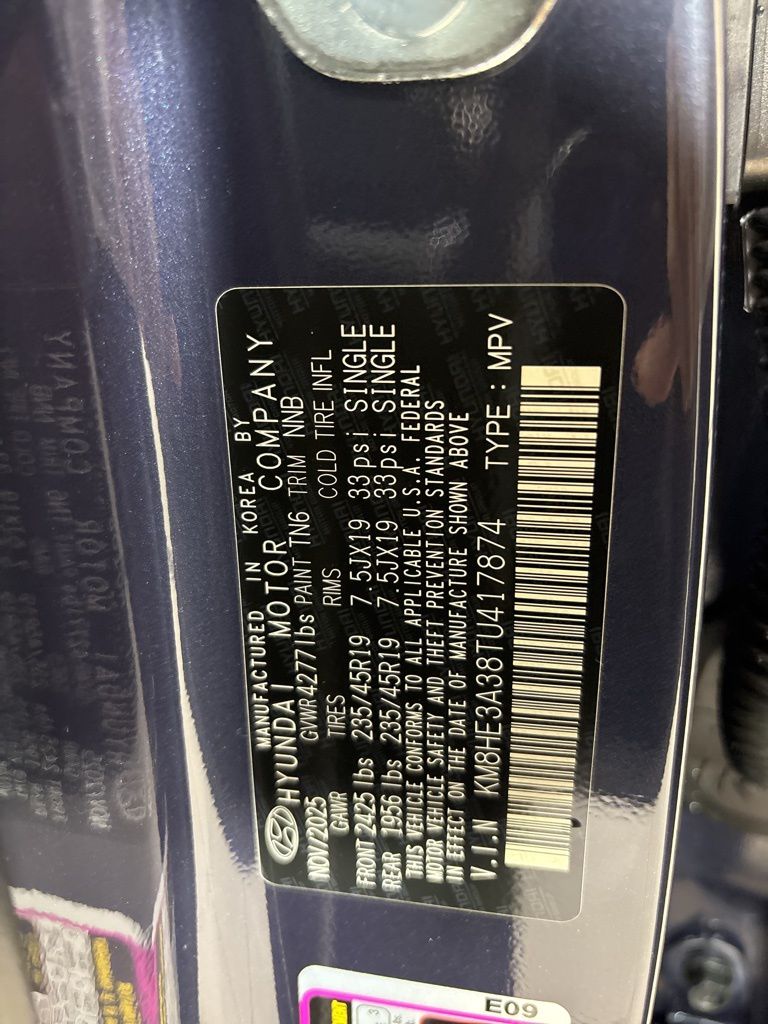 MANUFACTURED IN KOREA BY
HYUNDAI MOTOR COMPANY
NOV/2025 GVWR4277lbs PAINT TN6 TRIM NNB
GAWR TIRES RIMS COLD TIRE INFL
FRONT 2425 lbs 235/45R19 7.5JX19 33psi SINGLE
REAR 1956 lbs 235/45R19 7.5JX19 33psi SINGLE
THIS VEHICLE CONFORMS TO ALL APPLICABLE U.S.A. FEDERAL
MOTOR VEHICLE SAFETY AND THEFT PREVENTION STANDARDS
IN EFFECT ON THE DATE OF MANUFACTURE SHOWN ABOVE
V.I.N KM8HE3A38TU417874 TYPE : MPV
E09